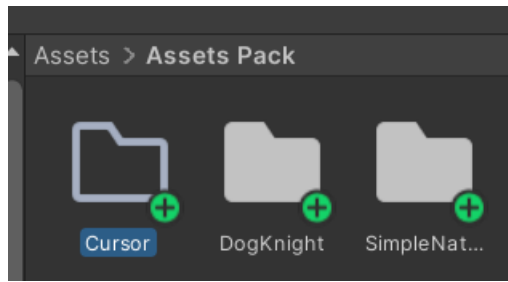 Assets > Assets Pack
Cursor
DogKnight
SimpleNat...